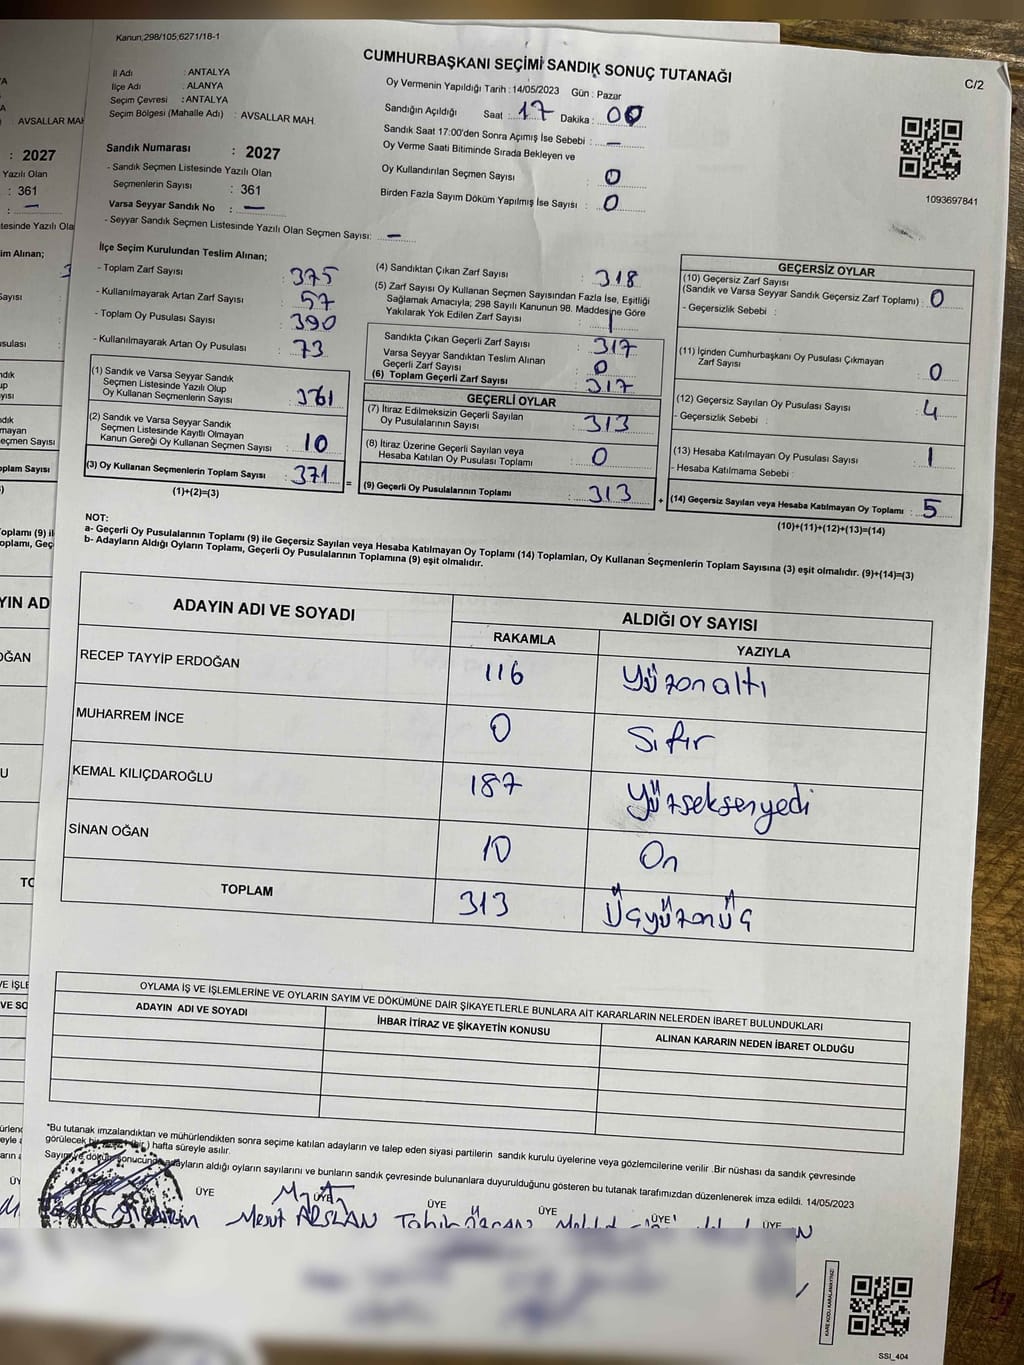 Kanun;298/105;6271/18-1
CUMHURBAŞKANI SEÇİMİ SANDIK SONUÇ TUTANAĞI
C/2
İl Adı : ANTALYA
İlçe Adı : ALANYA
Seçim Çevresi : ANTALYA
Seçim Bölgesi (Mahalle Adı) : AVSALLAR MAH.
Oy Vermenin Yapıldığı Tarih : 14/05/2023 Gün : Pazar
Sandığın Açıldığı Saat : 17 Dakika : 00
Sandık Saat 17:00'den Sonra Açımış İse Sebebi : —
Oy Verme Saati Bitiminde Sırada Bekleyen ve
Oy Kullandırılan Seçmen Sayısı : 0
Birden Fazla Sayım Döküm Yapılmış İse Sayısı : 0
1093697841
Sandık Numarası : 2027
- Sandık Seçmen Listesinde Yazılı Olan
Seçmenlerin Sayısı : 361
Varsa Seyyar Sandık No : —
- Seyyar Sandık Seçmen Listesinde Yazılı Olan Seçmen Sayısı: —
İlçe Seçim Kurulundan Teslim Alınan;
- Toplam Zarf Sayısı : 375
- Kullanılmayarak Artan Zarf Sayısı : 57
- Toplam Oy Pusulası Sayısı : 390
- Kullanılmayarak Artan Oy Pusulası : 73
(1) Sandık ve Varsa Seyyar Sandık
Seçmen Listesinde Yazılı Olup
Oy Kullanan Seçmenlerin Sayısı : 361
(2) Sandık ve Varsa Seyyar Sandık
Seçmen Listesinde Kayıtlı Olmayan
Kanun Gereği Oy Kullanan Seçmen Sayısı : 10
(3) Oy Kullanan Seçmenlerin Toplam Sayısı : 371
(1)+(2)=(3)
=
(4) Sandıktan Çıkan Zarf Sayısı : 318
(5) Zarf Sayısı Oy Kullanan Seçmen Sayısından Fazla İse, Eşitliği
Sağlamak Amacıyla; 298 Sayılı Kanunun 98. Maddesine Göre
Yakılarak Yok Edilen Zarf Sayısı : 1
Sandıkta Çıkan Geçerli Zarf Sayısı : 317
Varsa Seyyar Sandıktan Teslim Alınan
Geçerli Zarf Sayısı : 0
(6) Toplam Geçerli Zarf Sayısı : 317
GEÇERLİ OYLAR
(7) İtiraz Edilmeksizin Geçerli Sayılan
Oy Pusulalarının Sayısı : 313
(8) İtiraz Üzerine Geçerli Sayılan veya
Hesaba Katılan Oy Pusulası Toplamı : 0
(9) Geçerli Oy Pusulalarının Toplamı : 313
+
GEÇERSİZ OYLAR
(10) Geçersiz Zarf Sayısı
(Sandık ve Varsa Seyyar Sandık Geçersiz Zarf Toplamı) : 0
- Geçersizlik Sebebi :
(11) İçinden Cumhurbaşkanı Oy Pusulası Çıkmayan
Zarf Sayısı : 0
(12) Geçersiz Sayılan Oy Pusulası Sayısı : 4
- Geçersizlik Sebebi :
(13) Hesaba Katılmayan Oy Pusulası Sayısı : 1
- Hesaba Katılmama Sebebi :
(14) Geçersiz Sayılan veya Hesaba Katılmayan Oy Toplamı : 5
(10)+(11)+(12)+(13)=(14)
NOT:
a- Geçerli Oy Pusulalarının Toplamı (9) ile Geçersiz Sayılan veya Hesaba Katılmayan Oy Toplamı (14) Toplamları, Oy Kullanan Seçmenlerin Toplam Sayısına (3) eşit olmalıdır. (9)+(14)=(3)
b- Adayların Aldığı Oyların Toplamı, Geçerli Oy Pusulalarının Toplamına (9) eşit olmalıdır.
ADAYIN ADI VE SOYADI
ALDIĞI OY SAYISI
RAKAMLA YAZIYLA
RECEP TAYYİP ERDOĞAN 116 Yüzonaltı
MUHARREM İNCE 0 Sıfır
KEMAL KILIÇDAROĞLU 187 Yüzseksenyedi
SİNAN OĞAN 10 On
TOPLAM 313 Üçyüzonüç
OYLAMA İŞ VE İŞLEMLERİNE VE OYLARIN SAYIM VE DÖKÜMÜNE DAİR ŞİKAYETLERLE BUNLARA AİT KARARLARIN NELERDEN İBARET BULUNDUKLARI
ADAYIN ADI VE SOYADI İHBAR İTİRAZ VE ŞİKAYETİN KONUSU ALINAN KARARIN NEDEN İBARET OLDUĞU
*Bu tutanak imzalandıktan ve mühürlendikten sonra seçime katılan adayların ve talep eden siyasi partilerin sandık kurulu üyelerine veya gözlemcilerine verilir .Bir nüshası da sandık çevresinde
görülecek bir ) hafta süreyle asılır.
Sayım ve döküm sonucunda adayların aldığı oyların sayılarını ve bunların sandık çevresinde bulunanlara duyurulduğunu gösteren bu tutanak tarafımızdan düzenlenerek imza edildi. 14/05/2023
ÜYE ÜYE ÜYE ÜYE ÜYE ÜYE
Mert ARSLAN
KARE KODU KARALAMAYINIZ!
SSI_404
AVSALLAR MAH
: 2027
Yazılı Olan
: 361